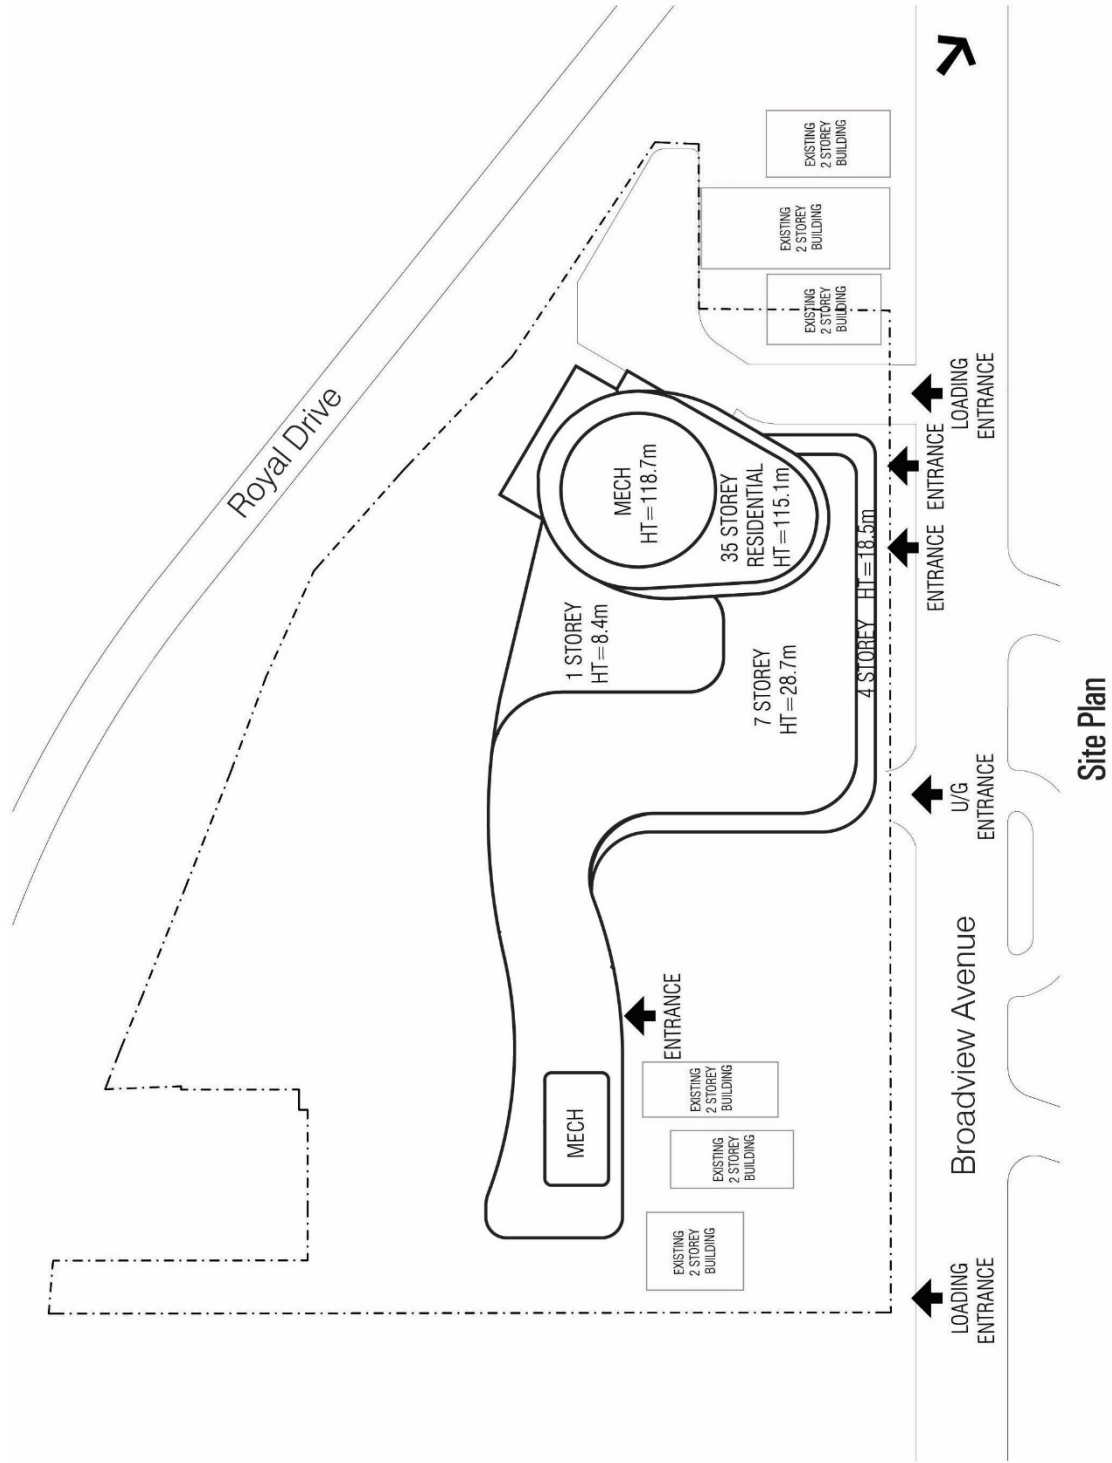 Royal Drive
EXISTING
2 STOREY
BUILDING
EXISTING
2 STOREY
BUILDING
EXISTING
2 STOREY
BUILDING
MECH
HT=118.7m
35 STOREY
RESIDENTIAL
HT=115.1m
1 STOREY
HT=8.4m
7 STOREY
HT=28.7m
4 STOREY HT=18.5m
LOADING
ENTRANCE
ENTRANCE
ENTRANCE
U/G
ENTRANCE
ENTRANCE
MECH
EXISTING
2 STOREY
BUILDING
EXISTING
2 STOREY
BUILDING
EXISTING
2 STOREY
BUILDING
Broadview Avenue
LOADING
ENTRANCE
Site Plan